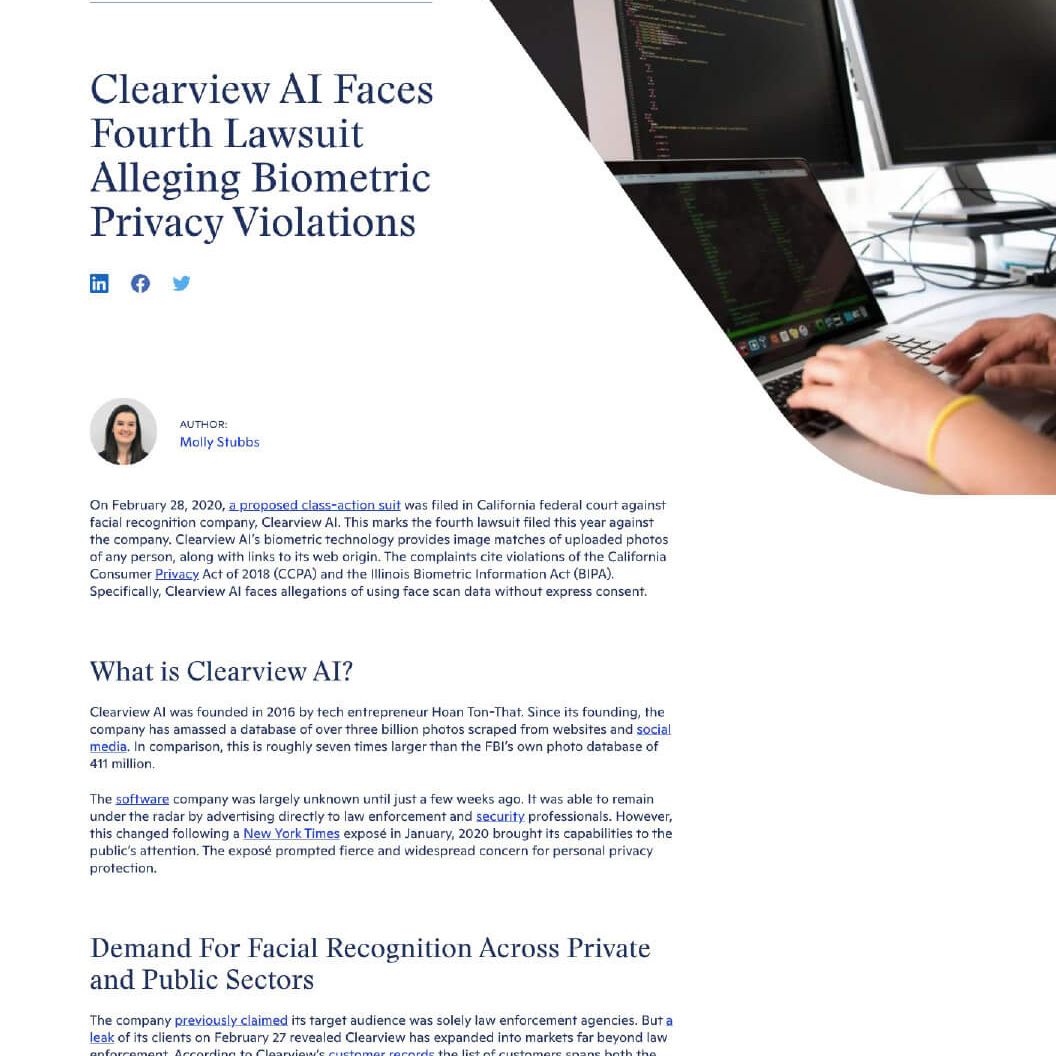 Clearview AI Faces
Fourth Lawsuit
Alleging Biometric
Privacy Violations
in
f
AUTHOR:
Molly Stubbs
On February 28, 2020, a proposed class-action suit was filed in California federal court against
facial recognition company, Clearview AI. This marks the fourth lawsuit filed this year against
the company. Clearview AI’s biometric technology provides image matches of uploaded photos
of any person, along with links to its web origin. The complaints cite violations of the California
Consumer Privacy Act of 2018 (CCPA) and the Illinois Biometric Information Act (BIPA).
Specifically, Clearview AI faces allegations of using face scan data without express consent.
What is Clearview AI?
Clearview AI was founded in 2016 by tech entrepreneur Hoan Ton-That. Since its founding, the
company has amassed a database of over three billion photos scraped from websites and social
media. In comparison, this is roughly seven times larger than the FBI’s own photo database of
411 million.
The software company was largely unknown until just a few weeks ago. It was able to remain
under the radar by advertising directly to law enforcement and security professionals. However,
this changed following a New York Times exposé in January, 2020 brought its capabilities to the
public’s attention. The exposé prompted fierce and widespread concern for personal privacy
protection.
Demand For Facial Recognition Across Private
and Public Sectors
The company previously claimed its target audience was solely law enforcement agencies. But a
leak of its clients on February 27 revealed Clearview has expanded into markets far beyond law
enforcement. According to Clearview’s customer records the list of customers spans both the